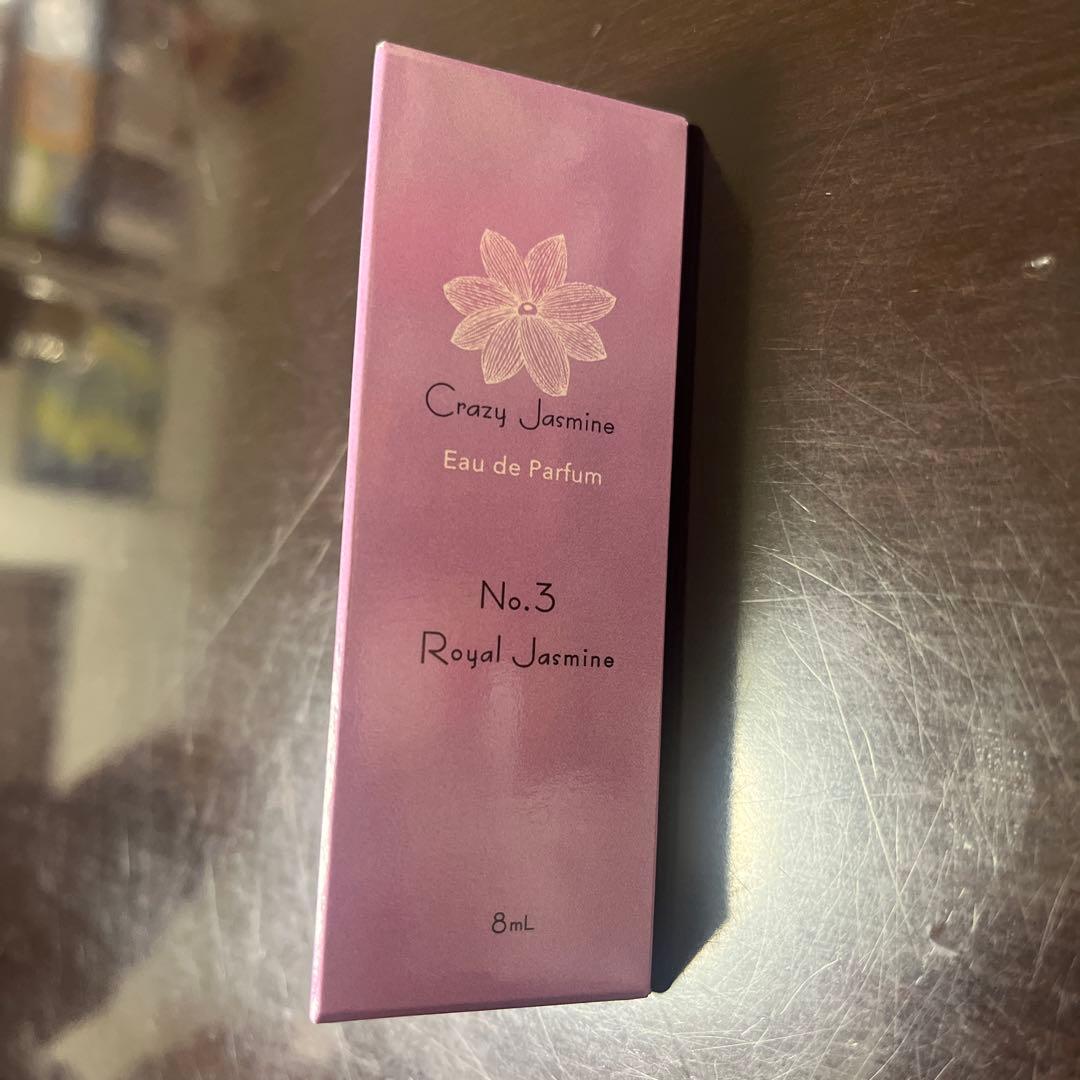 Crazy Jasmine
Eau de Parfum
No.3
Royal Jasmine
8mL